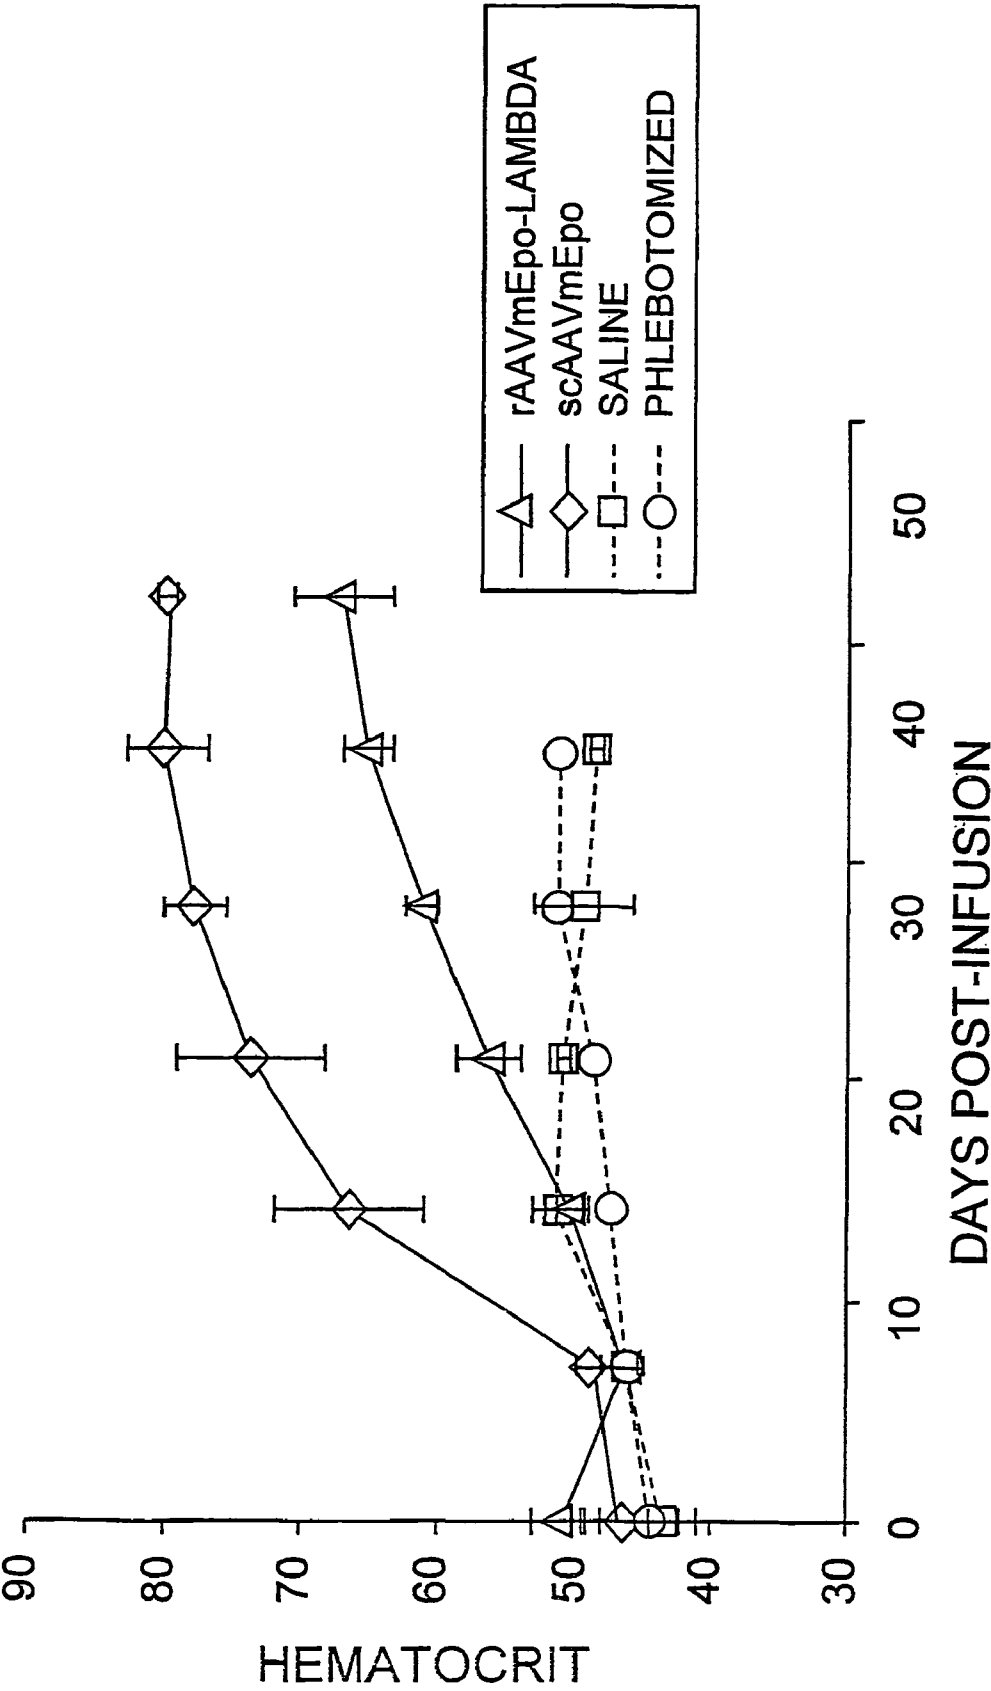 rAAVmEpo-LAMBDA
scAAVmEpo
SALINE
PHLEBOTOMIZED
90
80
70
60
50
40
30
HEMATOCRIT
0
10
20
30
40
50
DAYS POST-INFUSION